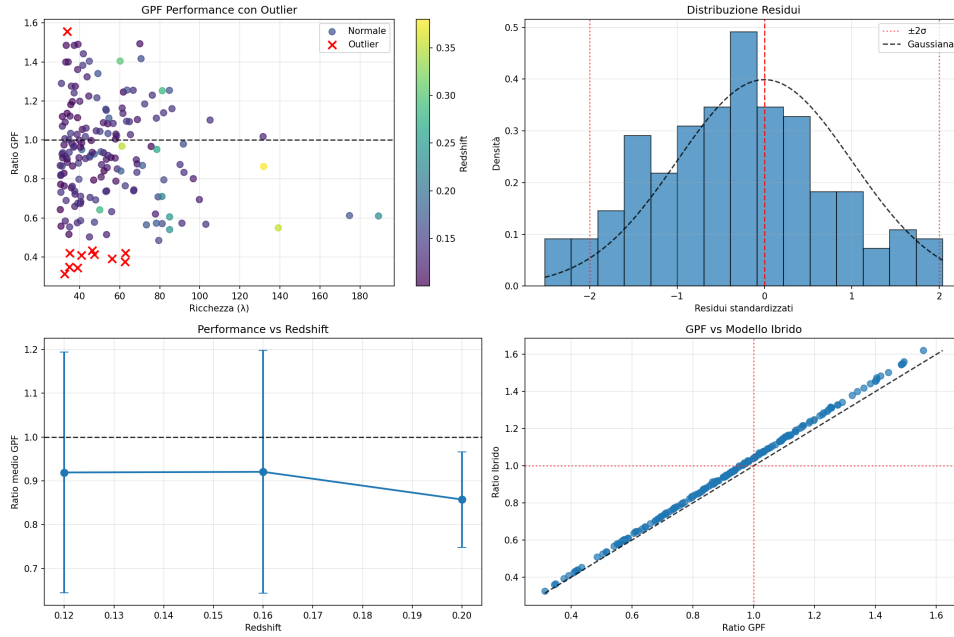 GPF Performance con Outlier
Normale
Outlier
Ratio GPF
1.6
1.4
1.2
1.0
0.8
0.6
0.4
40 60 80 100 120 140 160 180
Ricchezza (λ)
0.35
0.30
0.25
0.20
0.15
Redshift
Distribuzione Residui
±2σ
Gaussiana
Densità
0.5
0.4
0.3
0.2
0.1
0.0
−2 −1 0 1 2
Residui standardizzati
Performance vs Redshift
Ratio medio GPF
1.2
1.1
1.0
0.9
0.8
0.7
0.12 0.13 0.14 0.15 0.16 0.17 0.18 0.19 0.20
Redshift
GPF vs Modello Ibrido
Ratio Ibrido
1.6
1.4
1.2
1.0
0.8
0.6
0.4
0.4 0.6 0.8 1.0 1.2 1.4 1.6
Ratio GPF